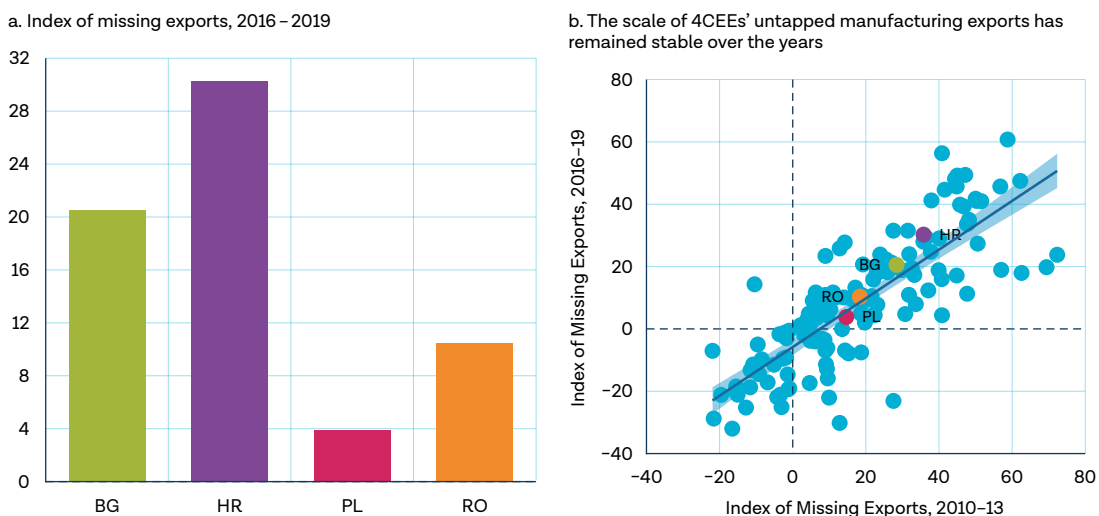 a. Index of missing exports, 2016 – 2019
32
28
24
20
16
12
8
4
0
BG
HR
PL
RO
b. The scale of 4CEEs’ untapped manufacturing exports has
remained stable over the years
Index of Missing Exports, 2016–19
80
60
40
20
0
−20
−40
HR
BG
RO
PL
−40
−20
0
20
40
60
80
Index of Missing Exports, 2010–13